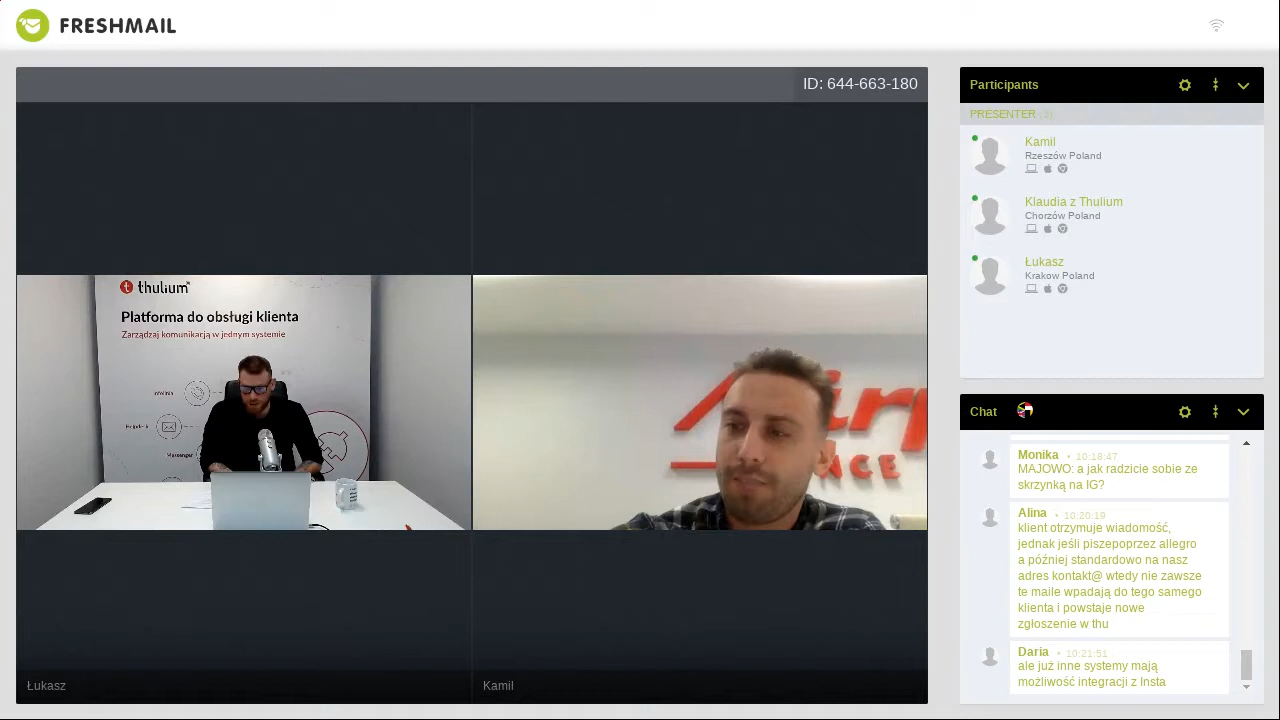 FRESHMAIL
ID: 644-663-180
thulium
Platforma do obsługi klienta
Zarządzaj komunikacją w jednym systemie
Infolinia
Helpdesk
Messenger
Łukasz
Kamil
Participants
PRESENTER (3)
Kamil
Rzeszów Poland
Klaudia z Thulium
Chorzów Poland
Łukasz
Krakow Poland
Chat
Monika • 10:18:47
MAJOWO: a jak radzicie sobie ze
skrzynką na IG?
Alina • 10:20:19
klient otrzymuje wiadomość,
jednak jeśli piszepoprzez allegro
a później standardowo na nasz
adres kontakt@ wtedy nie zawsze
te maile wpadają do tego samego
klienta i powstaje nowe
zgłoszenie w thu
Daria • 10:21:51
ale już inne systemy mają
możliwość integracji z Insta